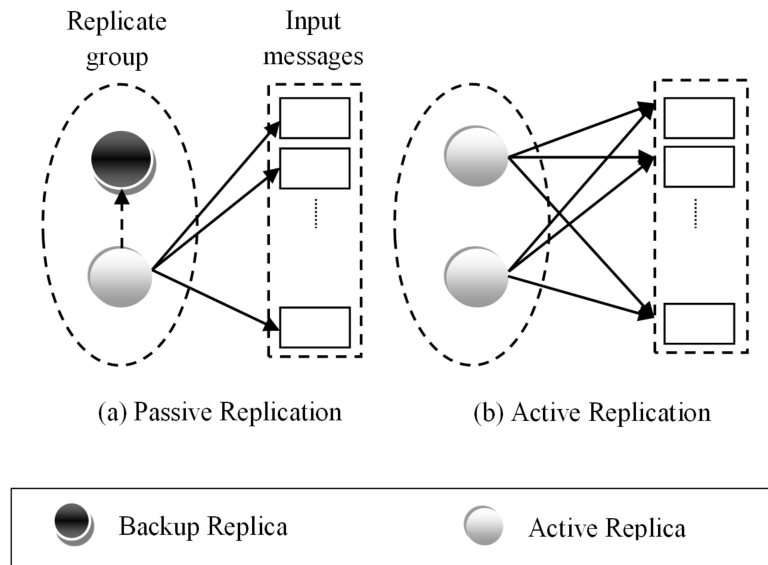 Replicate
group
Input
messages
(a) Passive Replication
(b) Active Replication
Backup Replica
Active Replica